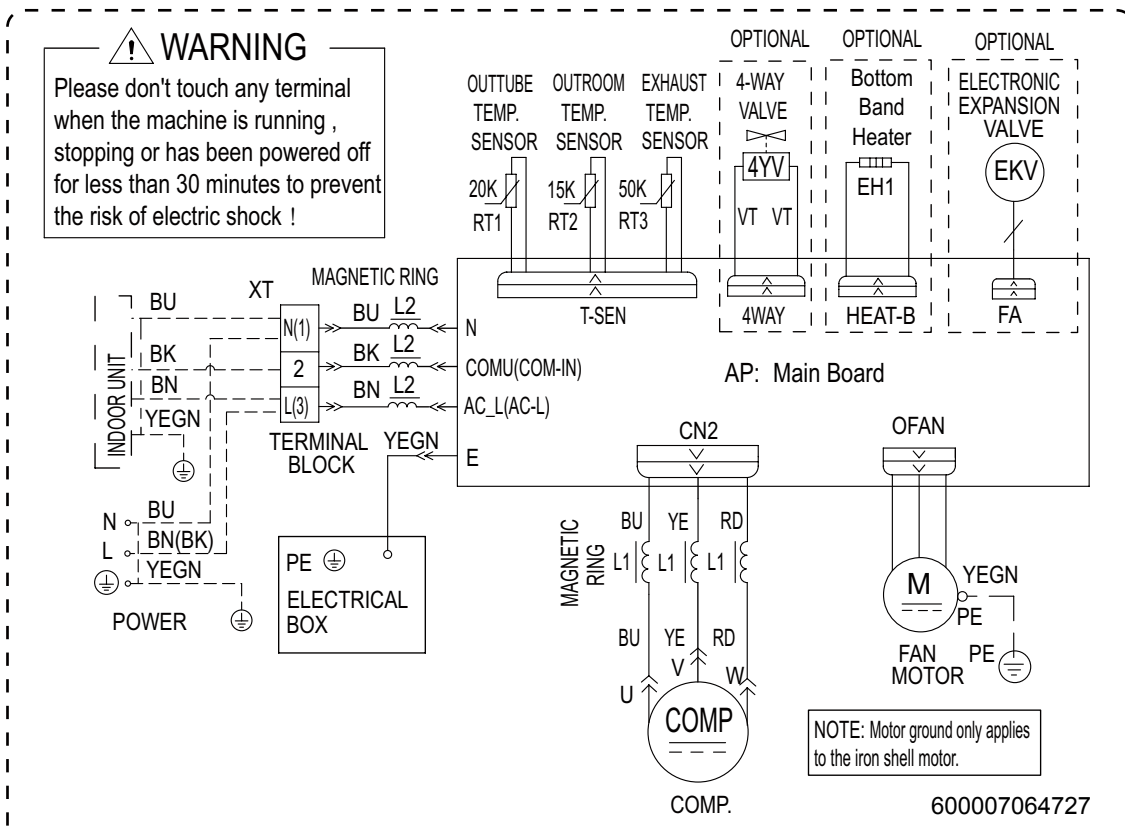 WARNING
Please don't touch any terminal
when the machine is running ,
stopping or has been powered off
for less than 30 minutes to prevent
the risk of electric shock !
OUTTUBE
TEMP.
SENSOR
OUTROOM
TEMP.
SENSOR
EXHAUST
TEMP.
SENSOR
20K
RT1
15K
RT2
50K
RT3
T-SEN
OPTIONAL
4-WAY
VALVE
4YV
VT VT
4WAY
OPTIONAL
Bottom
Band
Heater
EH1
HEAT-B
OPTIONAL
ELECTRONIC
EXPANSION
VALVE
EKV
FA
MAGNETIC RING
XT
INDOOR UNIT
BU
BK
BN
YEGN
N(1)
2
L(3)
TERMINAL
BLOCK
BU L2
BK L2
BN L2
YEGN
N
COMU(COM-IN)
AC_L(AC-L)
E
AP: Main Board
N
L
BU
BN(BK)
YEGN
POWER
PE
ELECTRICAL
BOX
CN2
MAGNETIC
RING
BU YE RD
L1 L1 L1
BU YE RD
U V W
COMP
COMP.
OFAN
M
YEGN
PE
PE
FAN
MOTOR
NOTE: Motor ground only applies
to the iron shell motor.
600007064727